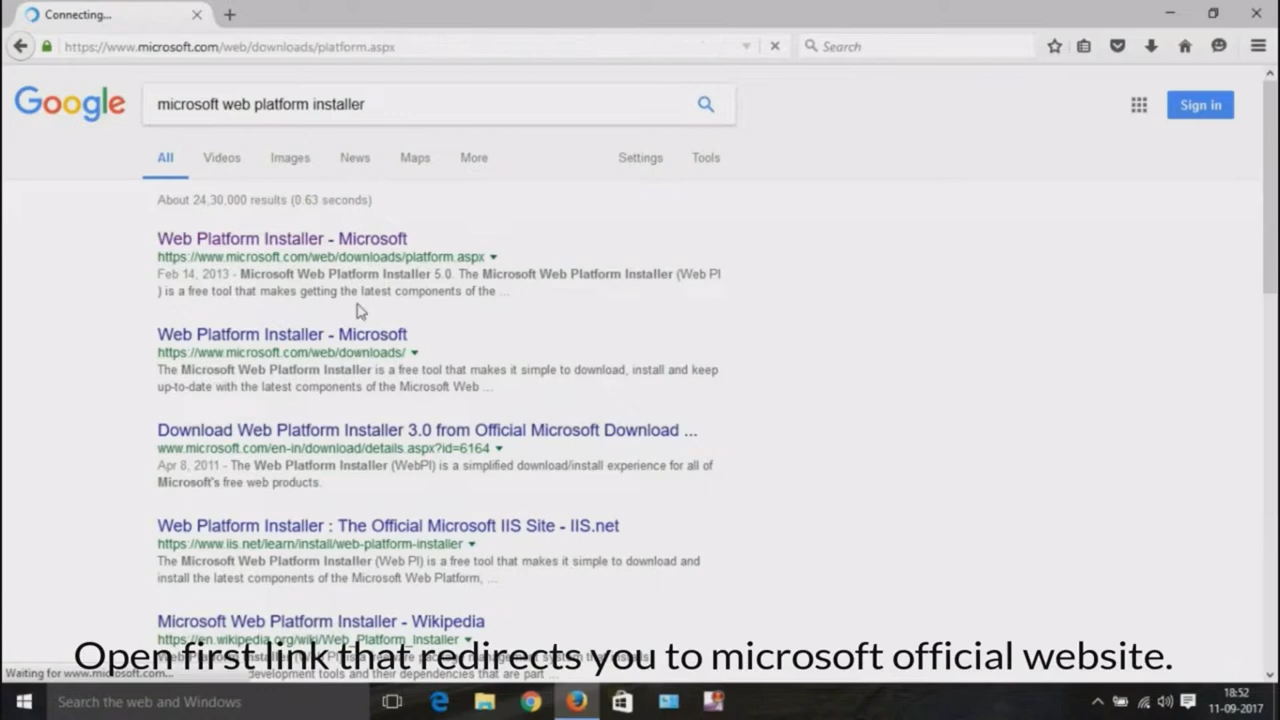 Connecting...
https://www.microsoft.com/web/downloads/platform.aspx
Search
Google
microsoft web platform installer
Sign in
All Videos Images News Maps More Settings Tools
About 24,30,000 results (0.63 seconds)
Web Platform Installer - Microsoft
https://www.microsoft.com/web/downloads/platform.aspx
Feb 14, 2013 - Microsoft Web Platform Installer 5.0. The Microsoft Web Platform Installer (Web PI
) is a free tool that makes getting the latest components of the ...
Web Platform Installer - Microsoft
https://www.microsoft.com/web/downloads/
The Microsoft Web Platform Installer is a free tool that makes it simple to download, install and keep
up-to-date with the latest components of the Microsoft Web ...
Download Web Platform Installer 3.0 from Official Microsoft Download ...
www.microsoft.com/en-in/download/details.aspx?id=6164
Apr 8, 2011 - The Web Platform Installer (WebPI) is a simplified download/install experience for all of
Microsoft's free web products.
Web Platform Installer : The Official Microsoft IIS Site - IIS.net
https://www.iis.net/learn/install/web-platform-installer
The Microsoft Web Platform Installer (Web PI) is a free tool that makes it simple to download and
install the latest components of the Microsoft Web Platform, ...
Microsoft Web Platform Installer - Wikipedia
https://en.wikipedia.org/wiki/Web_Platform_Installer
Open first link that redirects you to microsoft official website.
Waiting for www.microsoft.com...
development tools and their dependencies that are part ...
Search the web and Windows
18:52
11-09-2017